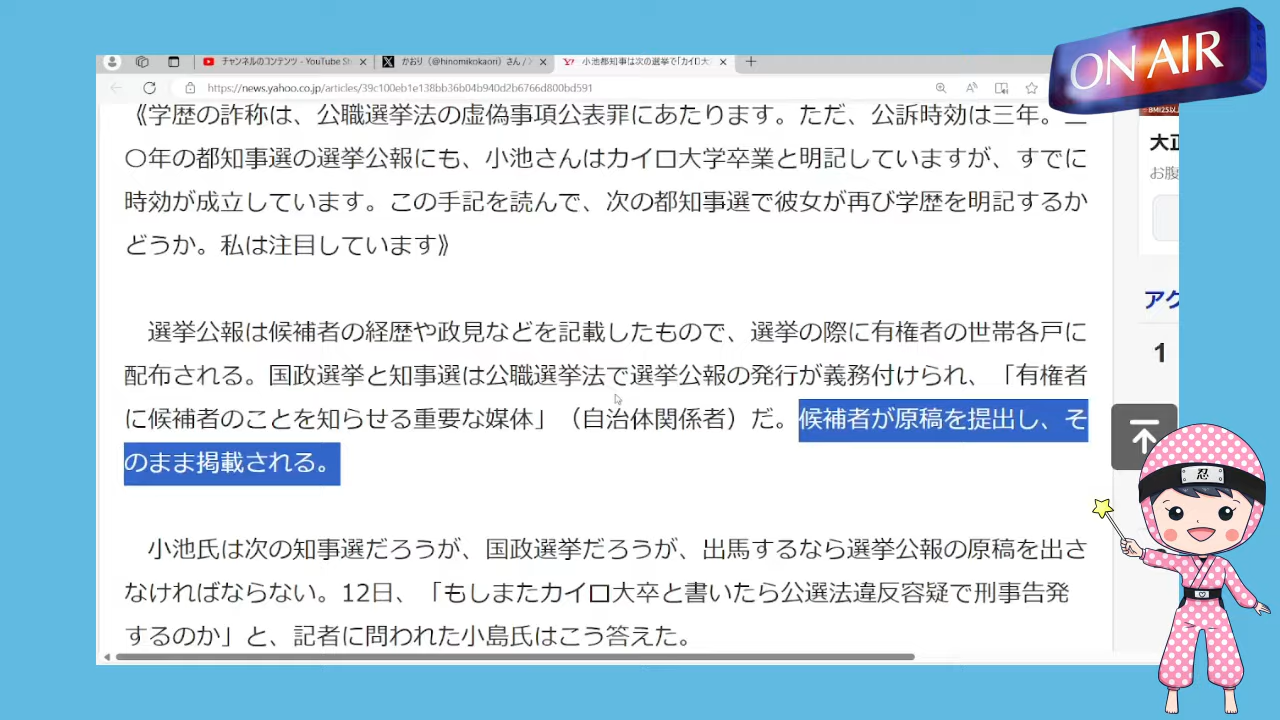 ON AIR
チャンネルのコンテンツ - YouTube St
かおり（@hinomikokaori）さん / X
小池都知事は次の選挙で「カイロ大
https://news.yahoo.co.jp/articles/39c100eb1e138bb36b04b940d2b6766d800bd591
《学歴の詐称は、公職選挙法の虚偽事項公表罪にあたります。ただ、公訴時効は三年。二
〇年の都知事選の選挙公報にも、小池さんはカイロ大学卒業と明記していますが、すでに
時効が成立しています。この手記を読んで、次の都知事選で彼女が再び学歴を明記するか
どうか。私は注目しています》
選挙公報は候補者の経歴や政見などを記載したもので、選挙の際に有権者の世帯各戸に
配布される。国政選挙と知事選は公職選挙法で選挙公報の発行が義務付けられ、「有権者
に候補者のことを知らせる重要な媒体」（自治体関係者）だ。候補者が原稿を提出し、そ
のまま掲載される。
小池氏は次の知事選だろうが、国政選挙だろうが、出馬するなら選挙公報の原稿を出さ
なければならない。12日、「もしまたカイロ大卒と書いたら公選法違反容疑で刑事告発
するのか」と、記者に問われた小島氏はこう答えた。
大正
お腹
アク
1
忍